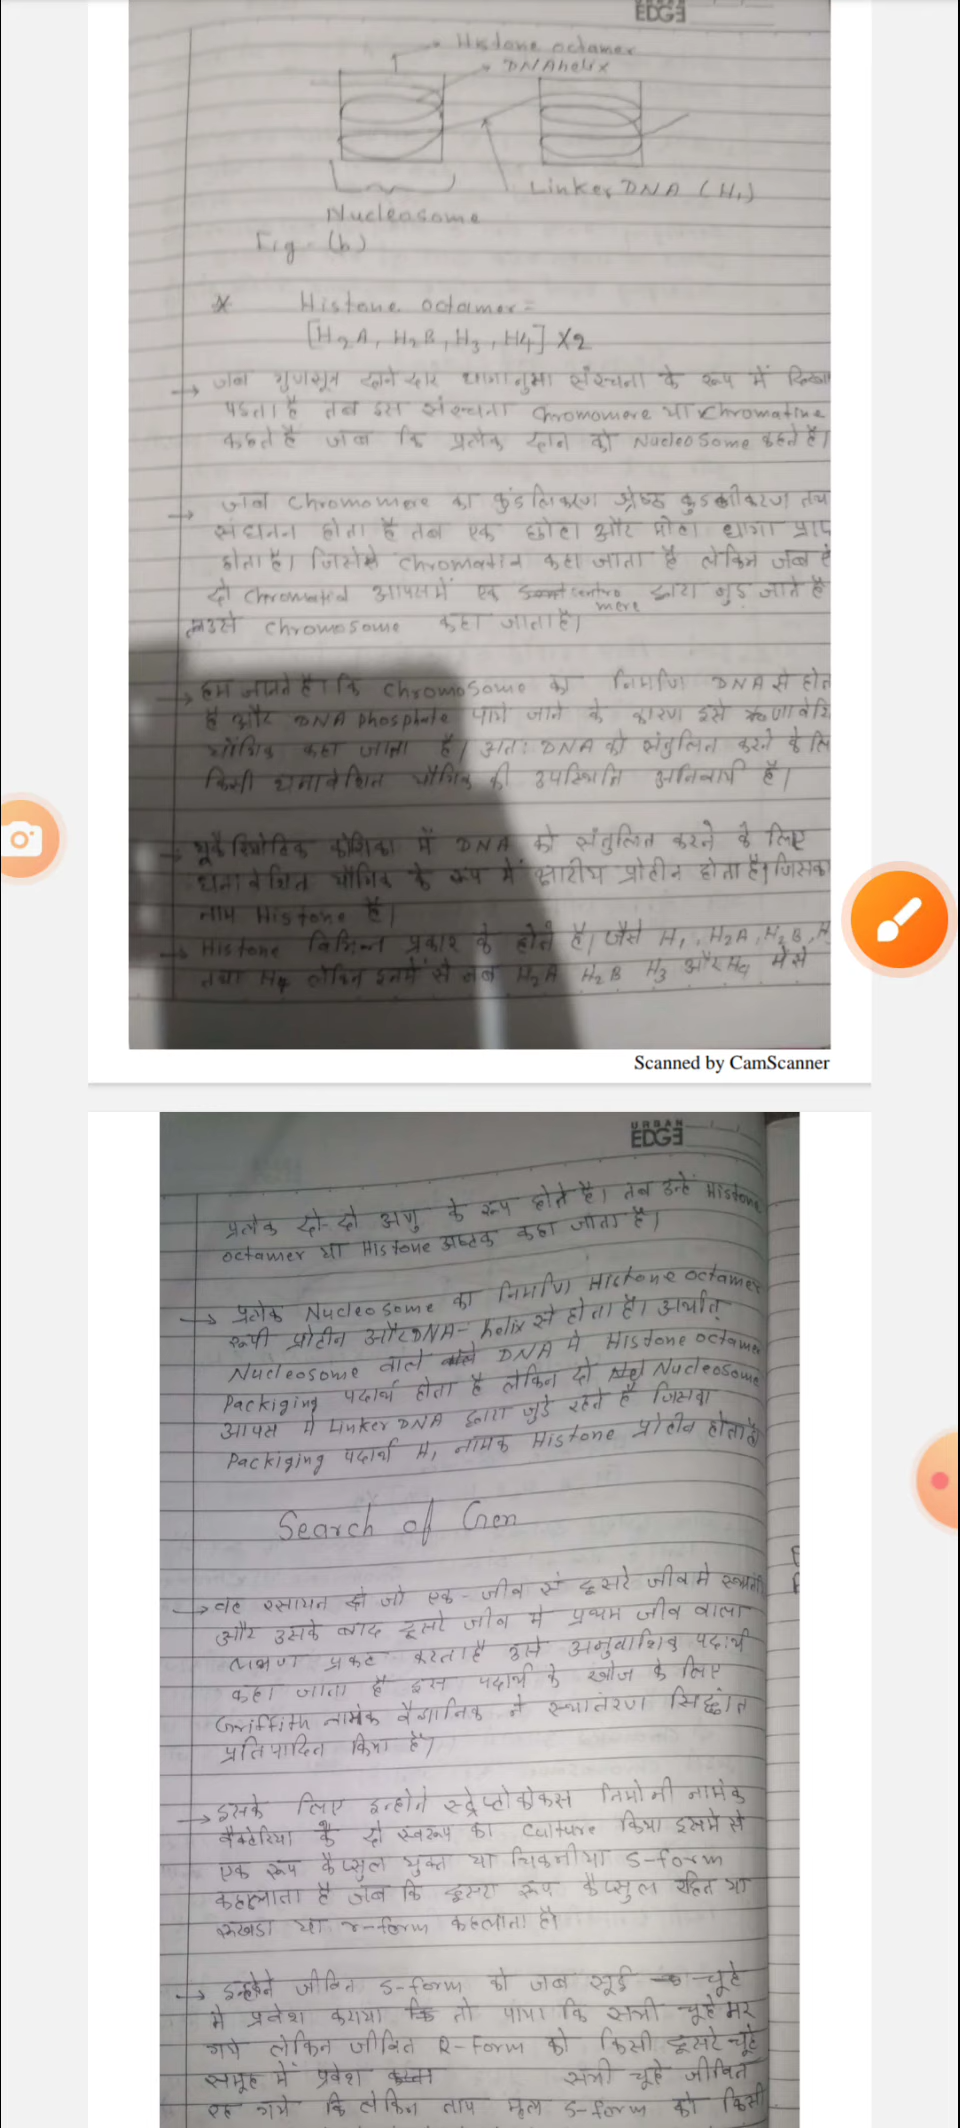 EDGE
Histone octamer
DNA helix
Linker DNA (H₁)
Nucleosome
Fig - (b)
* Histone octamer =
[H₂A, H₂B, H₃, H4] X2
→ जब गुणसूत्र दाने दार धागानुमा संरचना के रूप में दिखा
पडता है तब इस संरचना Chromomere या Chromatine
कहते है जब कि प्रत्येक दाने को Nucleosome कहते है।
→ जब Chromomere का कुंडलिकरण श्रेष्ठ कुडलीकरण तथ
संघनन होता है तब एक छोटा और मोटा धागा प्राप
होता है। जिसेसे Chromatid कहा जाता है लेकिन जब
दो Chromatid आपसमें एक centro
mere द्वारा जुड़ जाते है
उसे Chromosome कहा जाता है।
→ हम जानते है। कि Chromosome का निर्माण DNA से होत
है और DNA phosphate पाये जाने के कारण इसे
यौगिक कहा जाता है। अतः DNA को संतुलित करने के लि
किसी धनावेशित यौगिक की उपस्थिति अनिवार्य है।
→ यूकैरियोटिक कोशिका में DNA को संतुलित करने के लिए
धनावेशित यौगिक के रूप में क्षारीय प्रोटीन होता है। जिसका
नाम Histone है।
→ Histone विभिन्न प्रकार के होते है। जैसे H₁, H₂A, H₂B, H
तथा H4 लेकिन इनमें से जब H₂A H₂B H₃ और H4 मेंसे
Scanned by CamScanner
URBAN
EDGE
प्रत्येक दो-दो अणु के रूप होते है। तब उन्हे Histone
octamer या Histone अष्टक कहा जाता है।
→ प्रत्येक Nucleosome का निर्माण Histone octamer
रूपी प्रोटीन और DNA-helix से होता है। अर्थात्
Nucleosome वाले DNA मे Histone octamer
Packiging पदार्थ होता है लेकिन दो Nucleosome
आपस मे Linker DNA द्वारा जुडे रहते है जिसका
Packiging पदार्थ H₁ नामक Histone प्रोटीन होता है
Search of Gen
→ वह रसायन जो एक-जीव से दूसरे जीवमे
और उसके बाद दूसरे जीव मे प्रथम जीव वाला
लक्षण प्रकट करता है उसे अनुवाशिक पदार्थ
कहा जाता है इस पदार्थ के खोज के लिए
Griffith नामक वैज्ञानिक ने रूपांतरण सिद्धांत
प्रतिपादित किया है।
→ इसके लिए इन्होने स्ट्रेप्टोकोकस निमोनी नामक
बैक्टेरिया के दो स्वरूप का Culture किया इसमे से
एक रूप कैप्सुल युक्त या चिकनीया S-form
कहलाता है जब कि दूसरा रूप कैप्सुल रहित या
रूखडा या r-form कहलाता है।
→ इन्होने जीवित S-form को जब सूई चूहे
मे प्रवेश कराया तो पाया कि सभी चूहे मर
गये लेकिन जीवित R-form को किसी दूसरे चूहे
समूह में प्रवेश सभी चूहे जीवित
रह गये लेकिन ताप मृत S-form को किसी